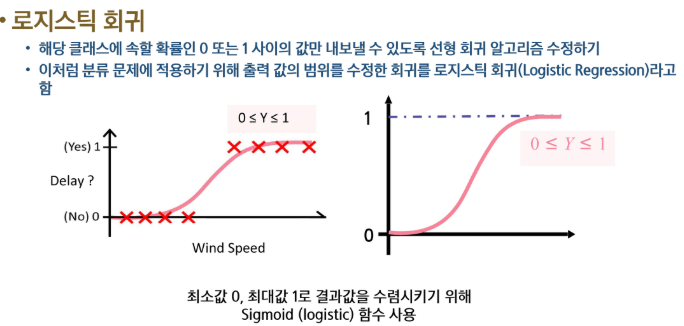 • 로지스틱 회귀
• 해당 클래스에 속할 확률인 0 또는 1 사이의 값만 내보낼 수 있도록 선형 회귀 알고리즘 수정하기
• 이처럼 분류 문제에 적용하기 위해 출력 값의 범위를 수정한 회귀를 로지스틱 회귀(Logistic Regression)라고
함
0 ≤ Y ≤ 1
(Yes) 1
Delay ?
(No) 0
Wind Speed
1
0 ≤ Y ≤ 1
0
최소값 0, 최대값 1로 결과값을 수렴시키기 위해
Sigmoid (logistic) 함수 사용